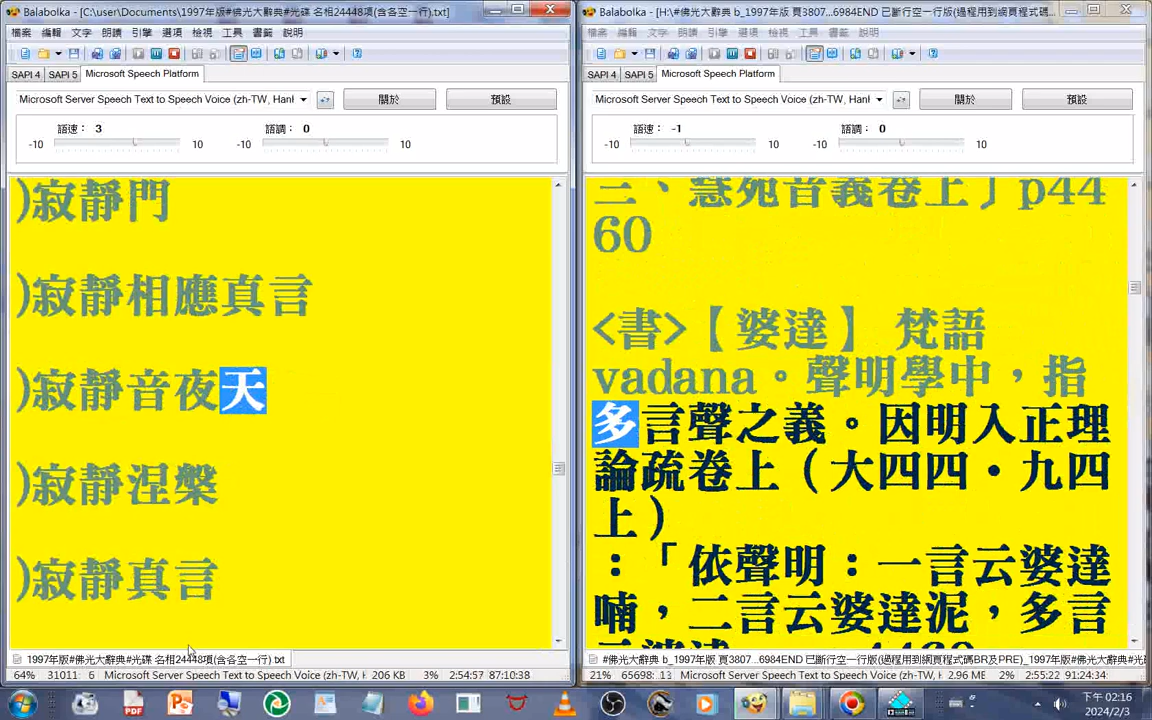 Balabolka - [C:\user\Documents\1997年版#佛光大辭典#光碟 名相24448項(含各空一行).txt]
檔案 編輯 文字 朗讀 引擎 選項 檢視 工具 書籤 說明
SAPI 4 SAPI 5 Microsoft Speech Platform
Microsoft Server Speech Text to Speech Voice (zh-TW, Hanl 關於 預設
語速： 3 語調： 0
-10 10 -10 10
)寂靜門
)寂靜相應真言
)寂靜音夜天
)寂靜涅槃
)寂靜真言
1997年版#佛光大辭典#光碟 名相24448項(含各空一行).txt
64% 31011: 6 Microsoft Server Speech Text to Speech Voice (zh-TW, H 206 KB 3% 2:54:57 87:10:38
Balabolka - [H:\#佛光大辭典 b_1997年版 頁3807...6984END 已斷行空一行版(過程用到網頁程式碼...
檔案 編輯 文字 朗讀 引擎 選項 檢視 工具 書籤 說明
SAPI 4 SAPI 5 Microsoft Speech Platform
Microsoft Server Speech Text to Speech Voice (zh-TW, Hanl 關於 預設
語速： -1 語調： 0
-10 10 -10 10
三、慧苑音義卷上」p44
60
<書>【婆達】 梵語
vadana。聲明學中，指
多言聲之義。因明入正理
論疏卷上（大四四‧九四
上）
：「依聲明：一言云婆達
喃，二言云婆達泥，多言
#佛光大辭典 b_1997年版 頁3807...6984END 已斷行空一行版(過程用到網頁程式碼BR及PRE)_1997年版#光
21% 65698: 13 Microsoft Server Speech Text to Speech Voice (zh-TW, H 2.96 MB 2% 2:55:22 91:24:34
下午 02:16
2024/2/3